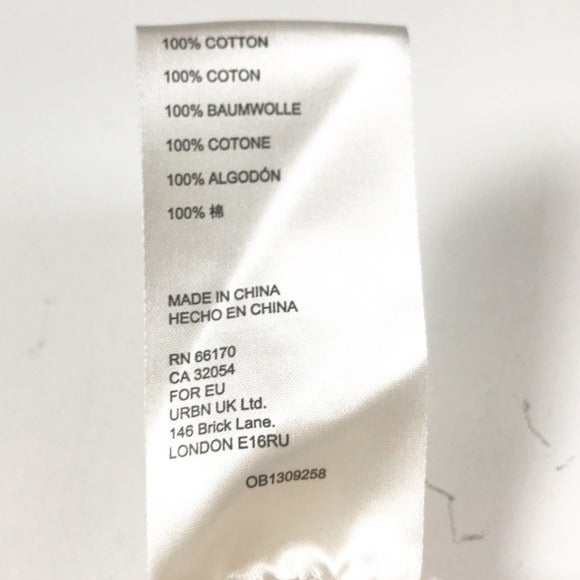 100% COTTON
100% COTON
100% BAUMWOLLE
100% COTONE
100% ALGODÓN
100% 棉
MADE IN CHINA
HECHO EN CHINA
RN 66170
CA 32054
FOR EU
URBN UK Ltd.
146 Brick Lane.
LONDON E16RU
OB1309258